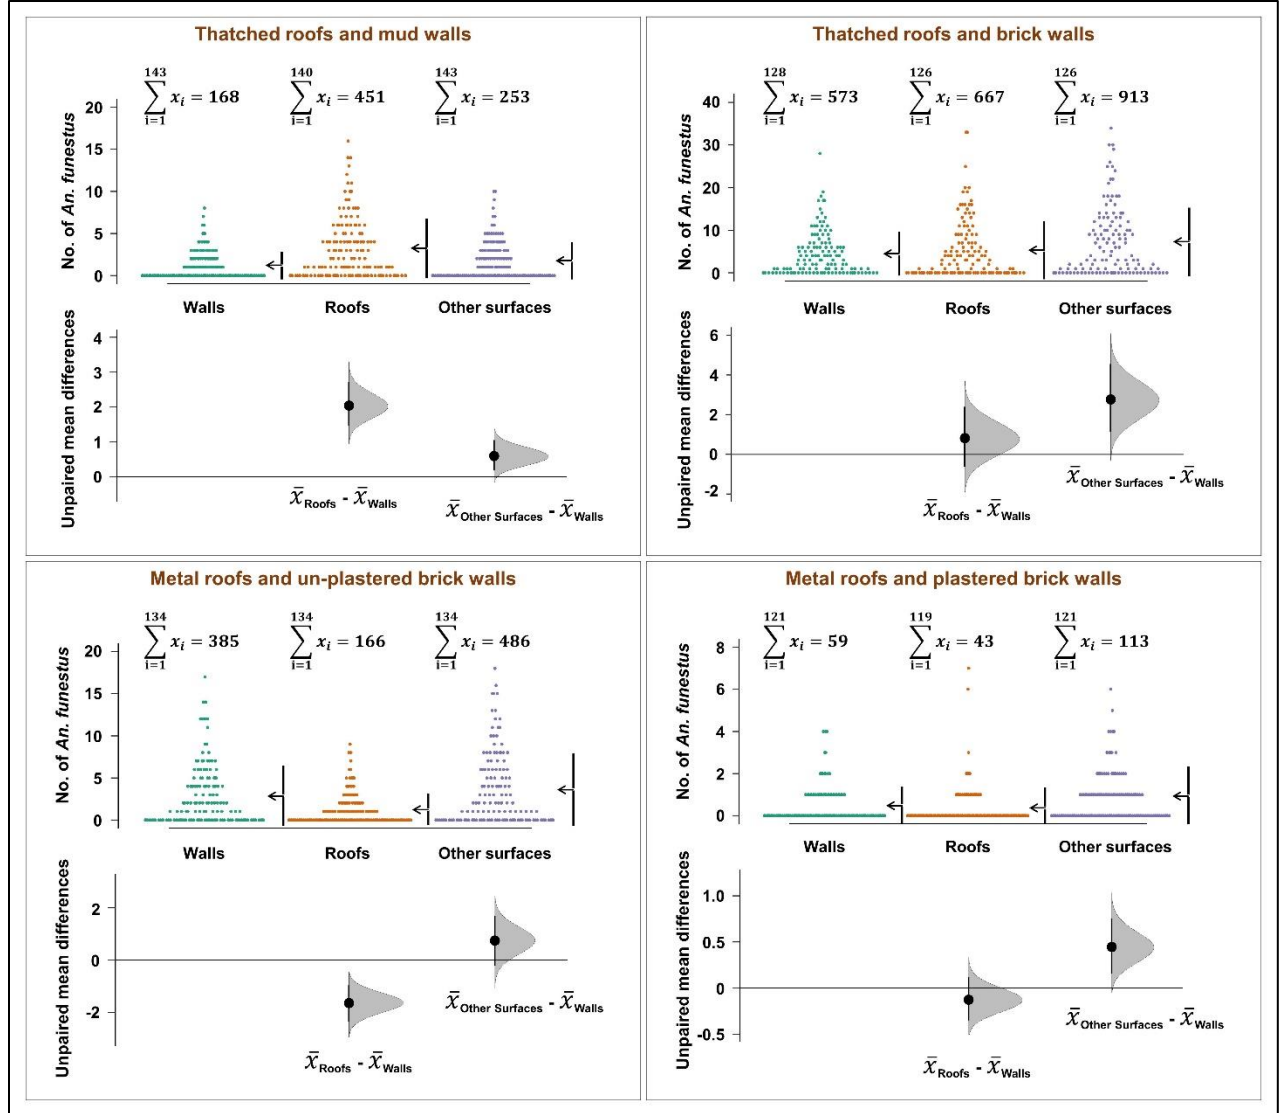 Thatched roofs and mud walls
143 ∑ i=1 xᵢ = 168
140 ∑ i=1 xᵢ = 451
143 ∑ i=1 xᵢ = 253
No. of An. funestus
20
15
10
5
0
Walls
Roofs
Other surfaces
Unpaired mean differences
4
3
2
1
0
x̄ Roofs - x̄ Walls
x̄ Other Surfaces - x̄ Walls
Thatched roofs and brick walls
128 ∑ i=1 xᵢ = 573
126 ∑ i=1 xᵢ = 667
126 ∑ i=1 xᵢ = 913
No. of An. funestus
40
30
20
10
0
Walls
Roofs
Other surfaces
Unpaired mean differences
6
4
2
0
-2
x̄ Other Surfaces - x̄ Walls
x̄ Roofs - x̄ Walls
Metal roofs and un-plastered brick walls
134 ∑ i=1 xᵢ = 385
134 ∑ i=1 xᵢ = 166
134 ∑ i=1 xᵢ = 486
No. of An. funestus
20
15
10
5
0
Walls
Roofs
Other surfaces
Unpaired mean differences
2
0
-2
x̄ Other Surfaces - x̄ Walls
x̄ Roofs - x̄ Walls
Metal roofs and plastered brick walls
121 ∑ i=1 xᵢ = 59
119 ∑ i=1 xᵢ = 43
121 ∑ i=1 xᵢ = 113
No. of An. funestus
8
6
4
2
0
Walls
Roofs
Other surfaces
Unpaired mean differences
1.0
0.5
0
-0.5
x̄ Other Surfaces - x̄ Walls
x̄ Roofs - x̄ Walls